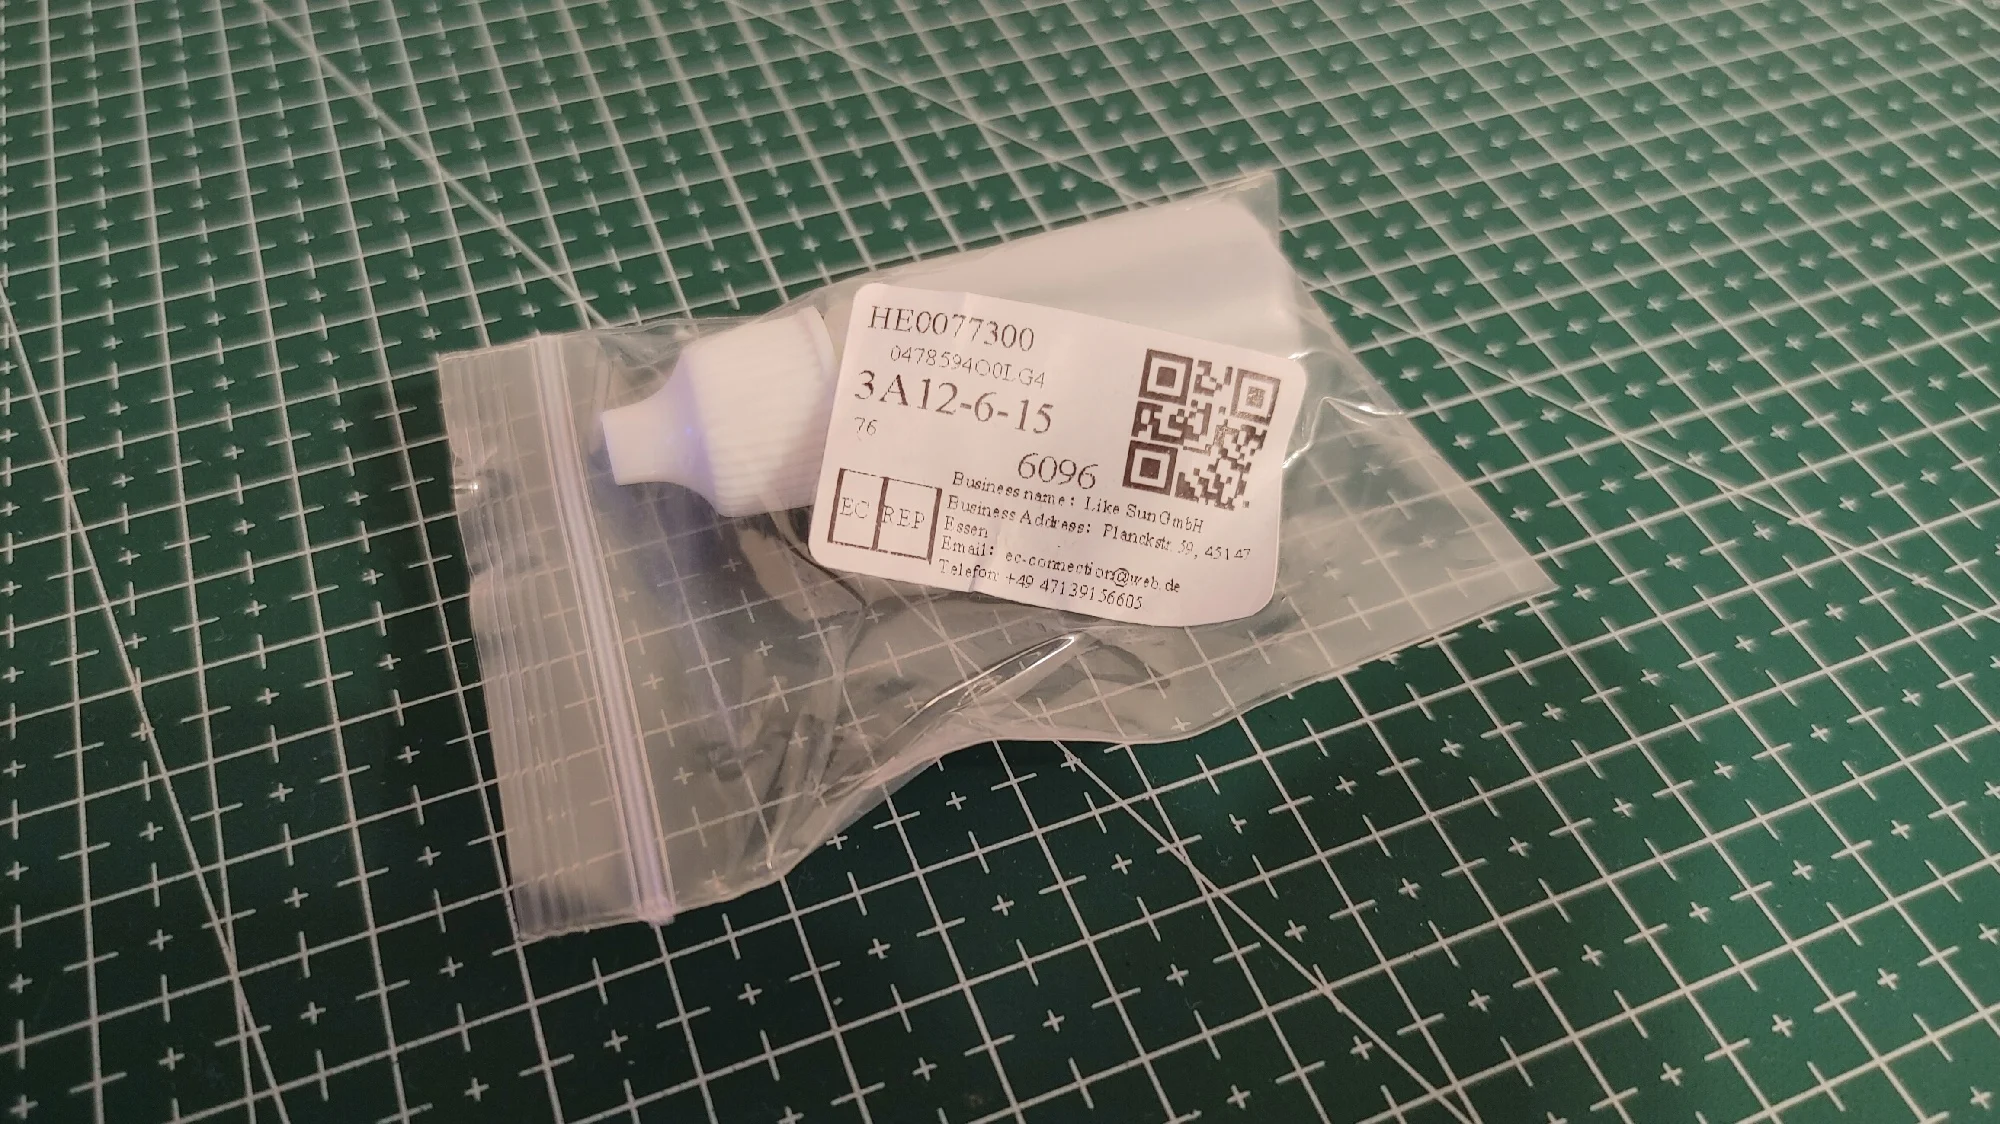 HE0077300
0478594O0LG4
3A12-6-15
76
6096
EC REP
Business name: Like Sun GmbH
Business Address: Planckstr. 59, 45147
Essen
Email: ec-connection@web.de
Telefon: +49 47139156605